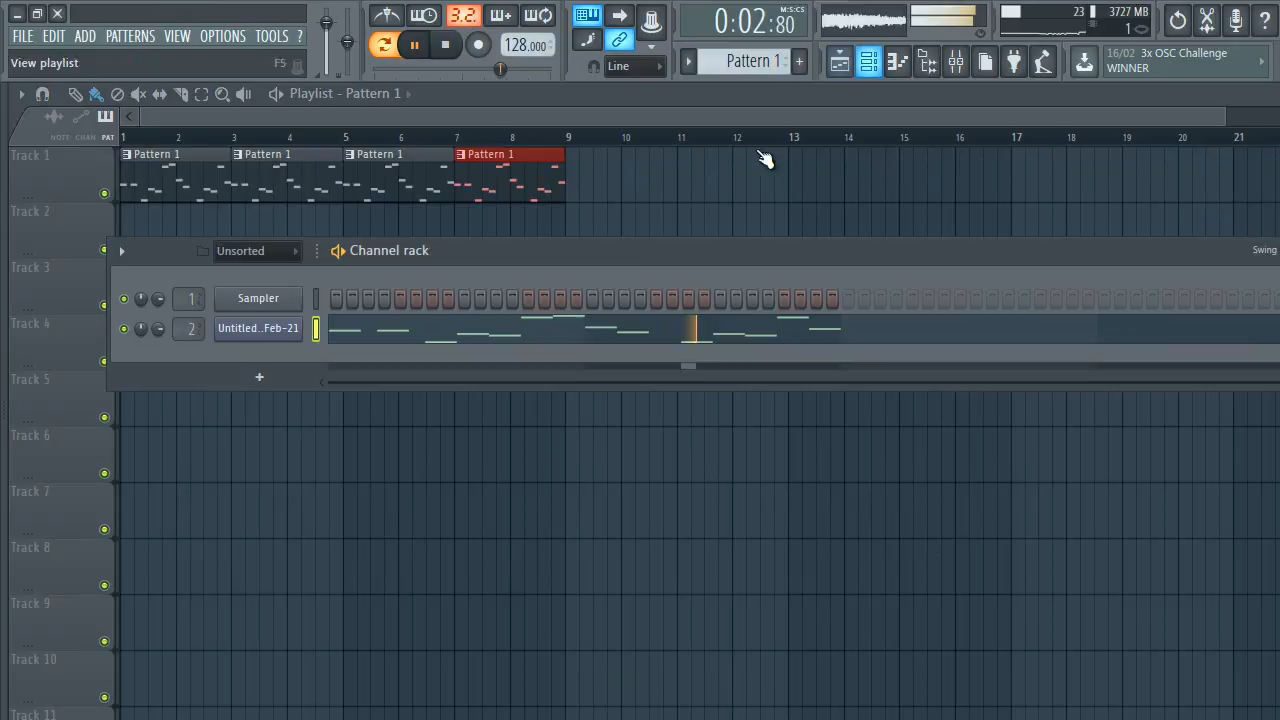 FILE EDIT ADD PATTERNS VIEW OPTIONS TOOLS ?
View playlist F5
3.2.
128.000
Line
0:02:80
M:S:CS
Pattern 1
+
23 3727 MB
1
16/02 3x OSC Challenge
WINNER
?
Playlist - Pattern 1
NOTE CHAN PAT
1 2 3 4 5 6 7 8 9 10 11 12 13 14 15 16 17 18 19 20 21
Track 1
Pattern 1 Pattern 1 Pattern 1 Pattern 1
Track 2
Unsorted Channel rack Swing
Track 3
1 Sampler
Track 4
2 Untitled..Feb-21
+
Track 5
Track 6
Track 7
Track 8
Track 9
Track 10
Track 11